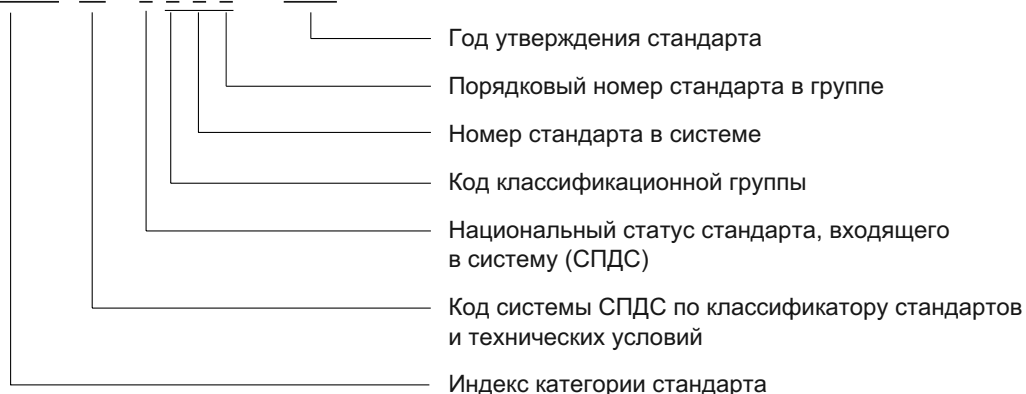 Год утверждения стандарта
Порядковый номер стандарта в группе
Номер стандарта в системе
Код классификационной группы
Национальный статус стандарта, входящего
в систему (СПДС)
Код системы СПДС по классификатору стандартов
и технических условий
Индекс категории стандарта